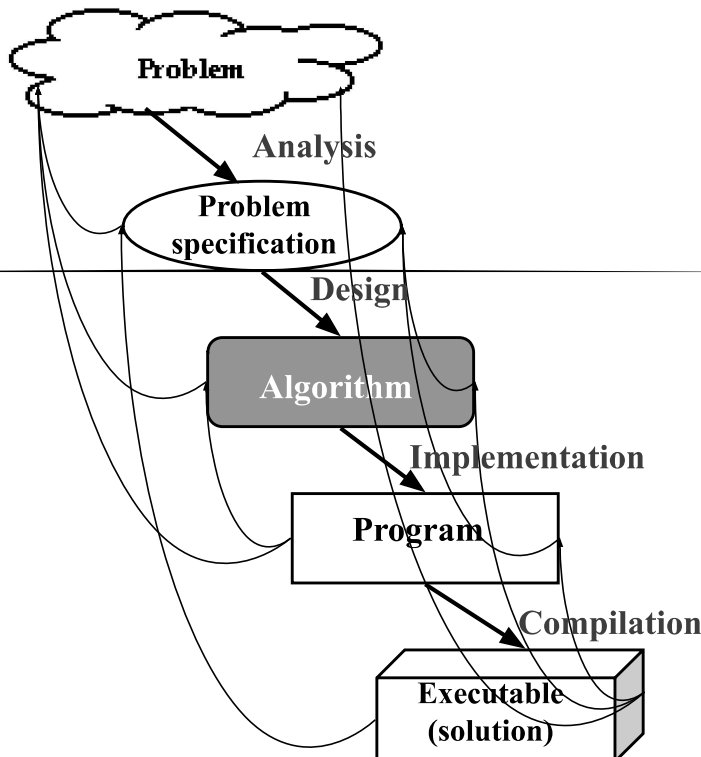 Problem
Analysis
Problem
specification
Design
Algorithm
Implementation
Program
Compilation
Executable
(solution)